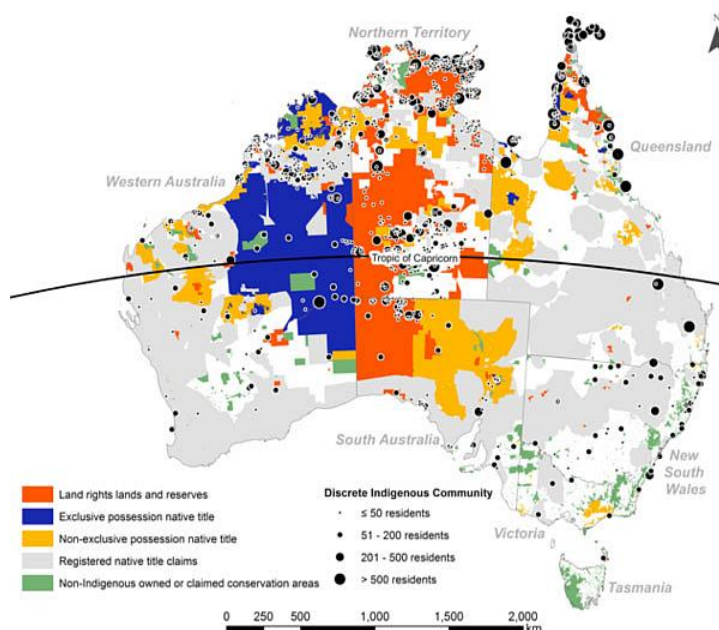 Northern Territory
N
Queensland
Western Australia
Tropic of Capricorn
South Australia
New
South
Wales
Victoria
Tasmania
Land rights lands and reserves
Exclusive possession native title
Non-exclusive possession native title
Registered native title claims
Non-Indigenous owned or claimed conservation areas
Discrete Indigenous Community
≤ 50 residents
51 - 200 residents
201 - 500 residents
> 500 residents
0 250 500 1,000 1,500 2,000
km